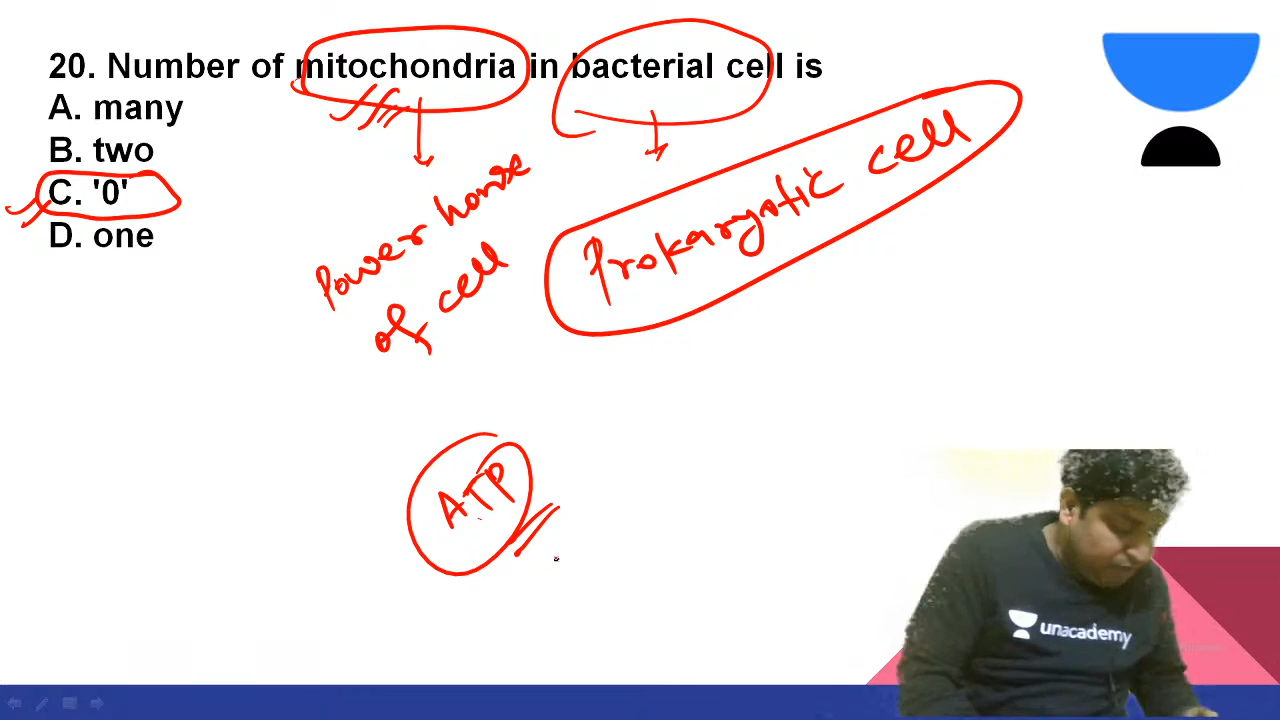 20. Number of mitochondria in bacterial cell is
A. many
B. two
C. '0'
D. one
Power house
of cell
Prokaryotic cell
ATP
unacademy